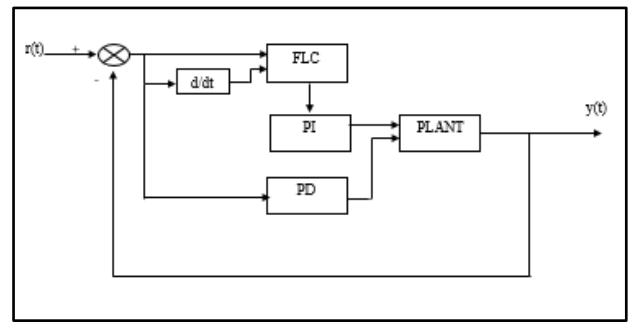 r(t)
+
-
FLC
d/dt
PI
PLANT
y(t)
PD